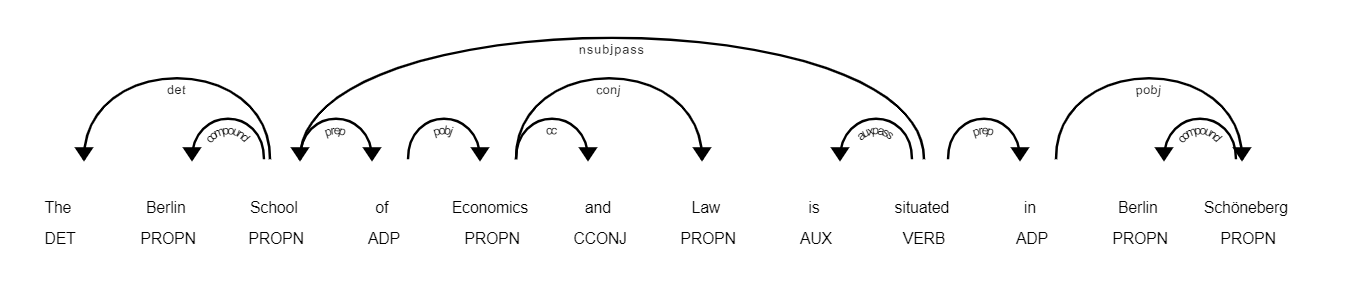 nsubjpass
det conj pobj
compound prep pobj cc auxpass prep compound
The Berlin School of Economics and Law is situated in Berlin Schöneberg
DET PROPN PROPN ADP PROPN CCONJ PROPN AUX VERB ADP PROPN PROPN